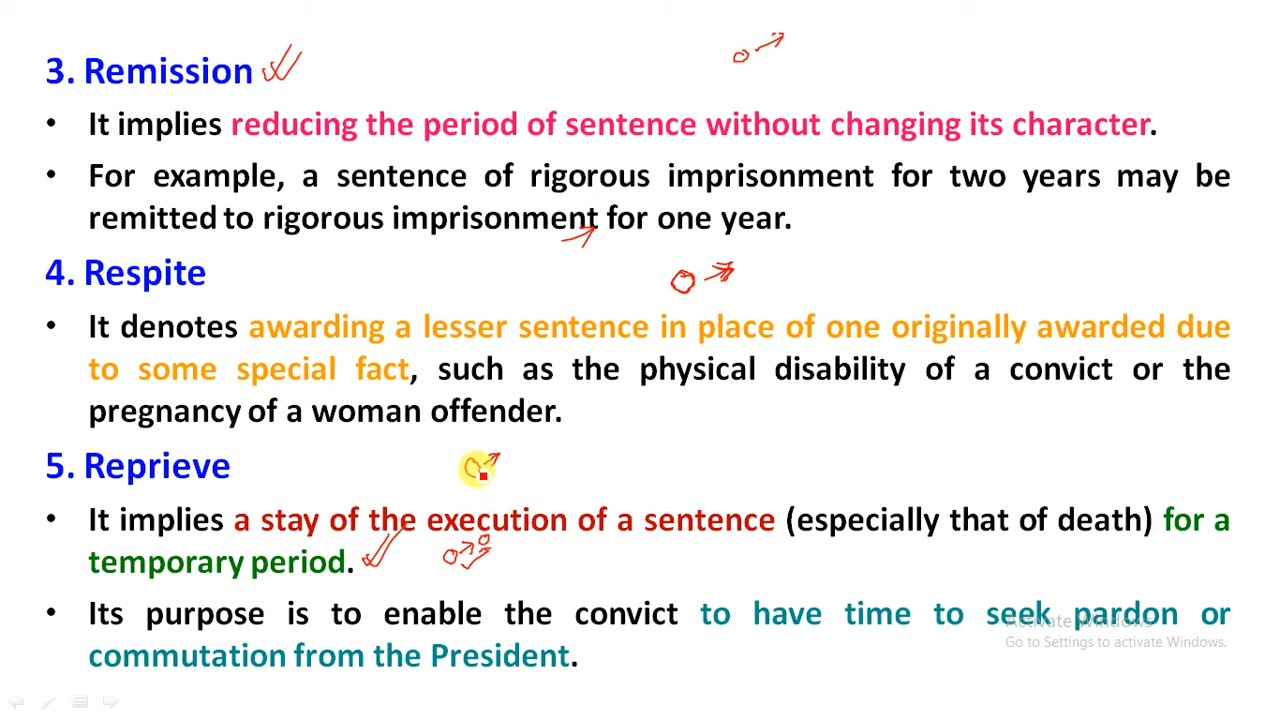 3. Remission
• It implies reducing the period of sentence without changing its character.
• For example, a sentence of rigorous imprisonment for two years may be
remitted to rigorous imprisonment for one year.
4. Respite
• It denotes awarding a lesser sentence in place of one originally awarded due
to some special fact, such as the physical disability of a convict or the
pregnancy of a woman offender.
5. Reprieve
• It implies a stay of the execution of a sentence (especially that of death) for a
temporary period.
• Its purpose is to enable the convict to have time to seek pardon or
commutation from the President.
Activate Windows
Go to Settings to activate Windows.